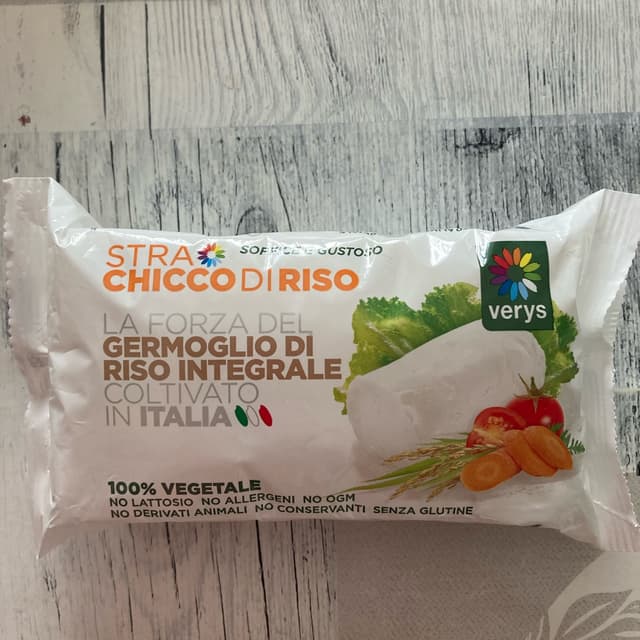 STRA SOFFICE E GUSTOSO
CHICCO DI RISO
verys
LA FORZA DEL
GERMOGLIO DI
RISO INTEGRALE
COLTIVATO
IN ITALIA
100% VEGETALE
NO LATTOSIO NO ALLERGENI NO OGM
NO DERIVATI ANIMALI NO CONSERVANTI SENZA GLUTINE